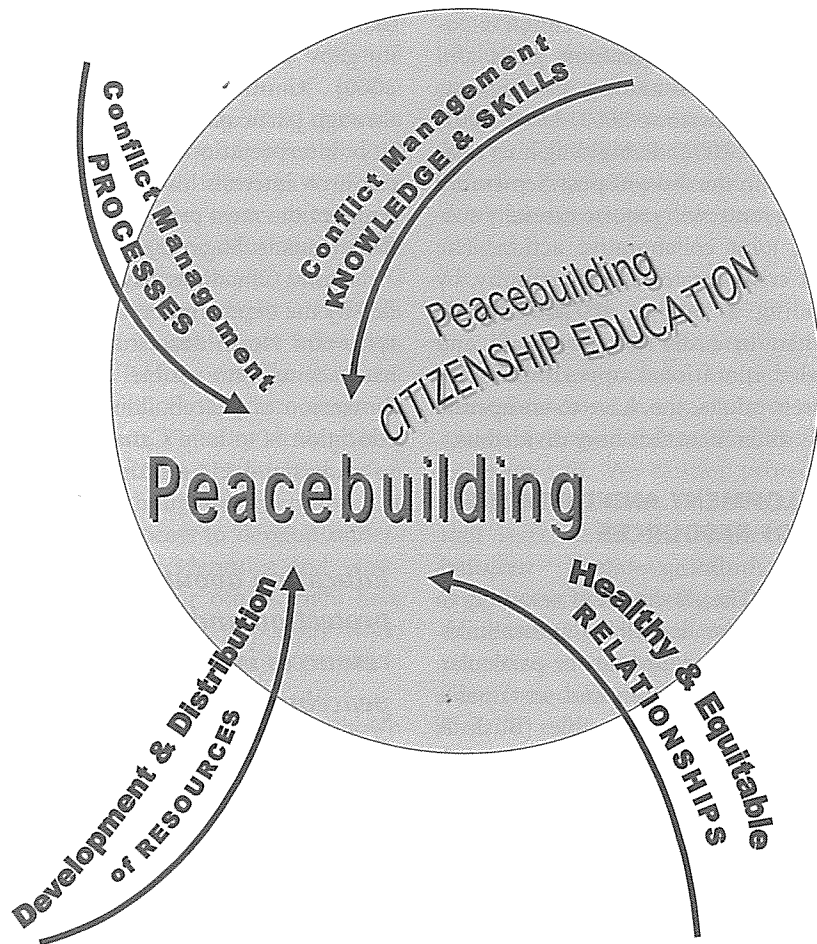 Conflict Management
PROCESSES
Conflict Management
KNOWLEDGE & SKILLS
Peacebuilding
CITIZENSHIP EDUCATION
Peacebuilding
Development & Distribution
of RESOURCES
Healthy & Equitable
RELATIONSHIPS